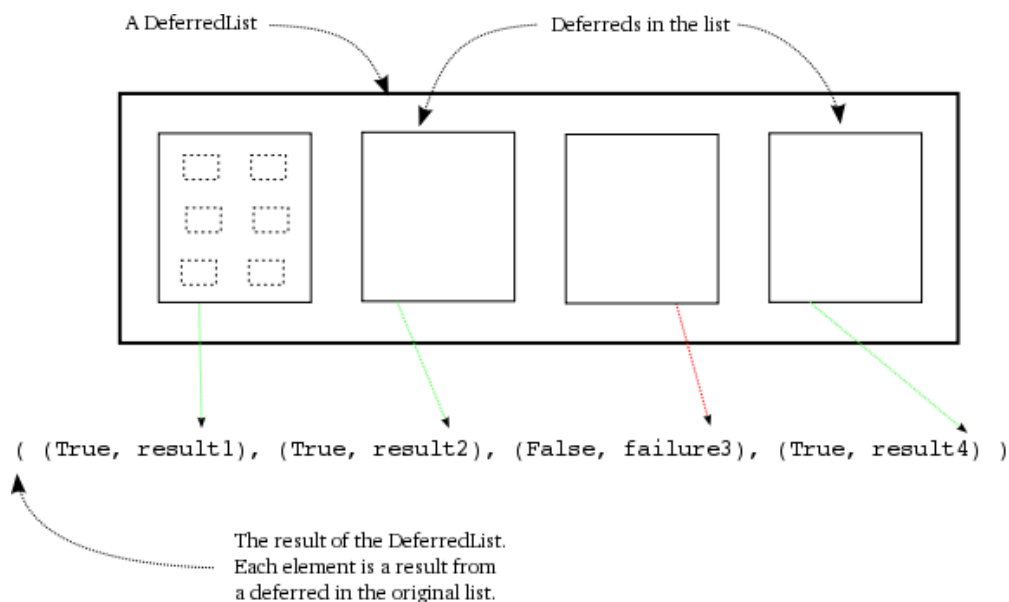 A DeferredList
Deferreds in the list
( (True, result1), (True, result2), (False, failure3), (True, result4) )
The result of the DeferredList.
Each element is a result from
a deferred in the original list.